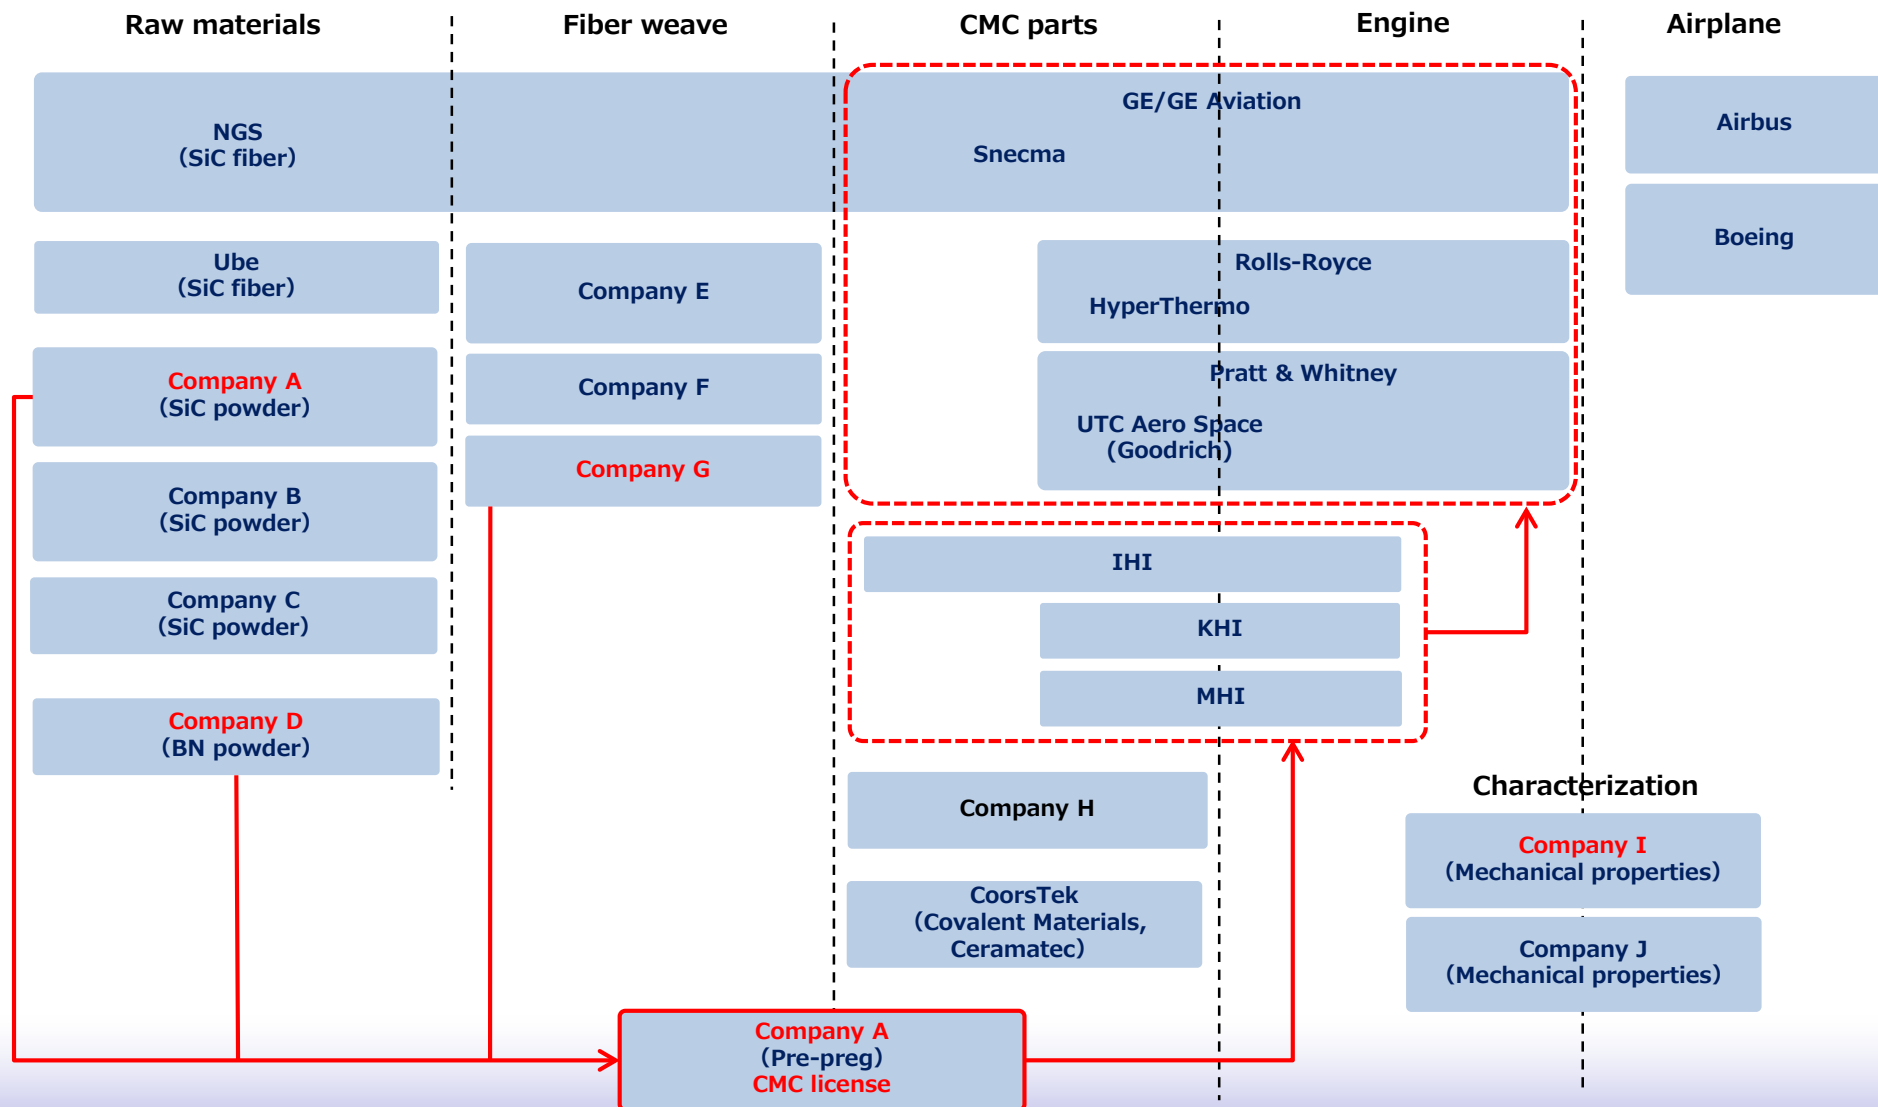 Raw materials
Fiber weave
CMC parts
Engine
Airplane
NGS
(SiC fiber)
GE/GE Aviation
Snecma
Airbus
Boeing
Ube
(SiC fiber)
Company E
Rolls-Royce
HyperThermo
Company A
(SiC powder)
Company F
Pratt & Whitney
UTC Aero Space
(Goodrich)
Company G
Company B
(SiC powder)
IHI
Company C
(SiC powder)
KHI
MHI
Company D
(BN powder)
Company H
Characterization
Company I
(Mechanical properties)
CoorsTek
(Covalent Materials,
Ceramatec)
Company J
(Mechanical properties)
Company A
(Pre-preg)
CMC license